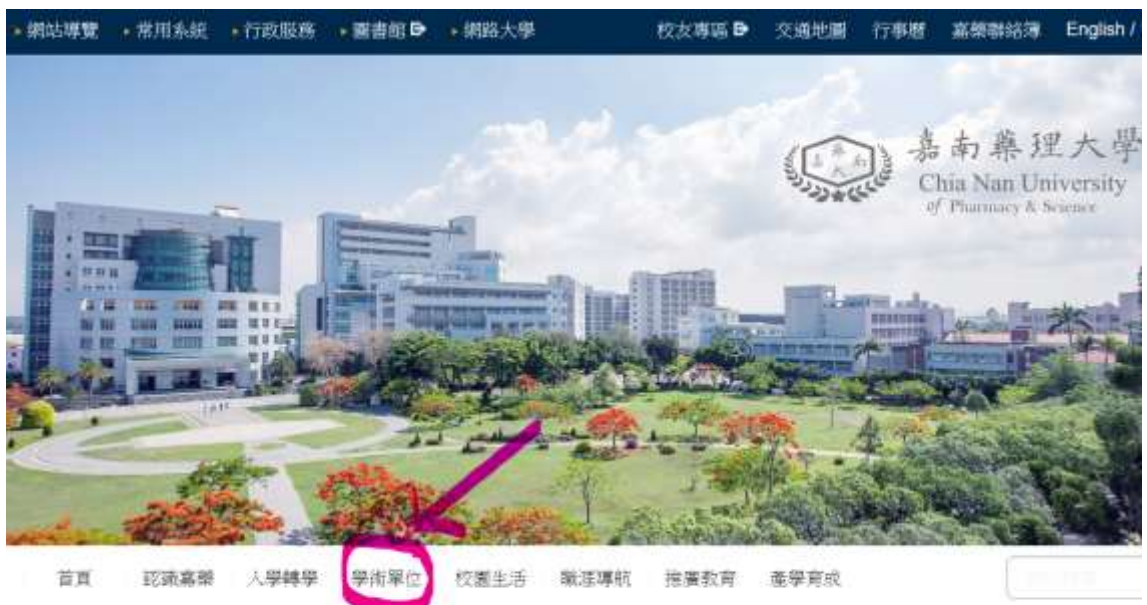 網站導覽 常用系統 行政服務 圖書館 網路大學 校友專區 交通地圖 行事曆 嘉藥聯絡簿 English /
嘉藥南大
嘉南藥理大學
Chia Nan University
of Pharmacy & Science
首頁 認識嘉藥 入學轉學 學術單位 校園生活 職涯導航 推廣教育 產學育成